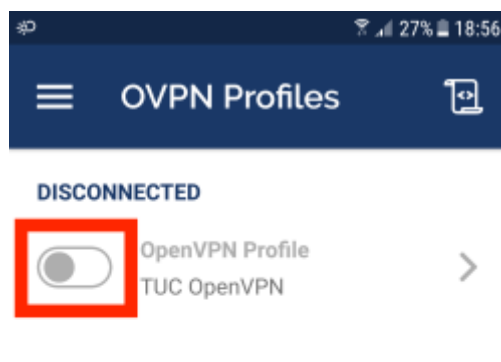 27% 18:56
OVPN Profiles
DISCONNECTED
OpenVPN Profile
TUC OpenVPN